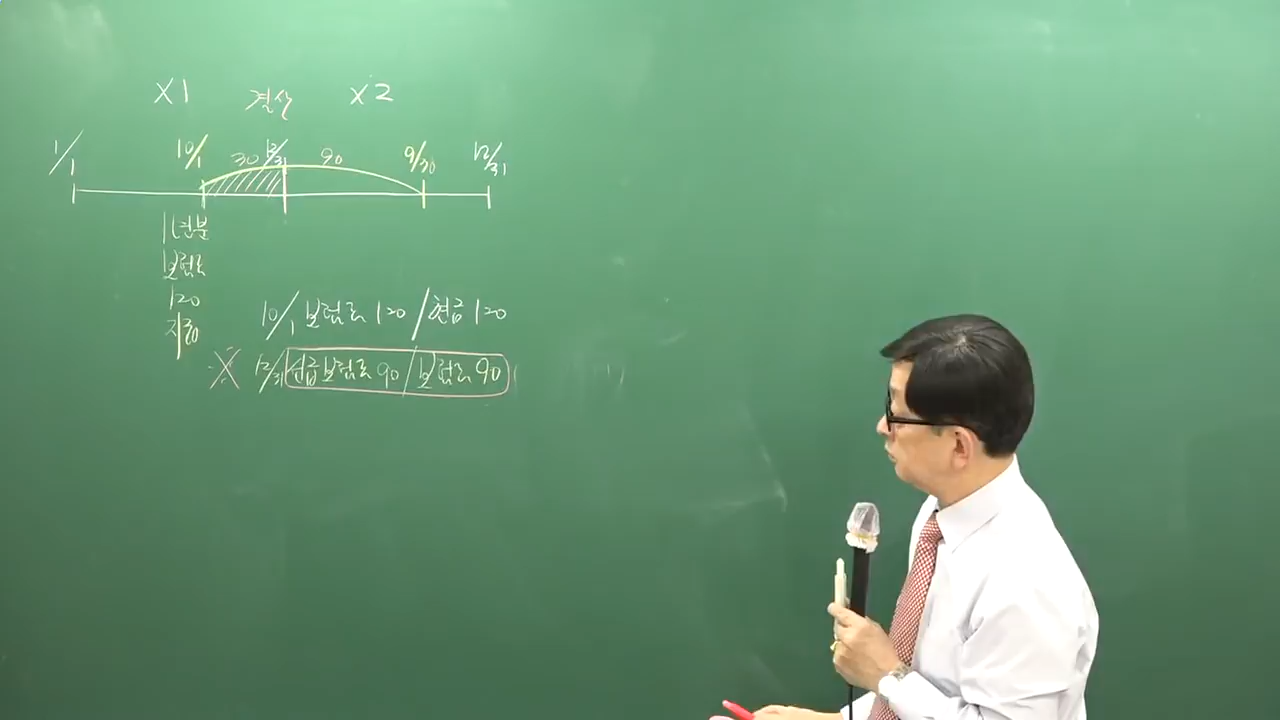 X1 결산 X2
1/1 10/1 30 12/31 90 9/30 12/31
1년분
보험료
120
지급
10/1 보험료 120 / 현금 120
X 12/31 선급보험료 90 / 보험료 90